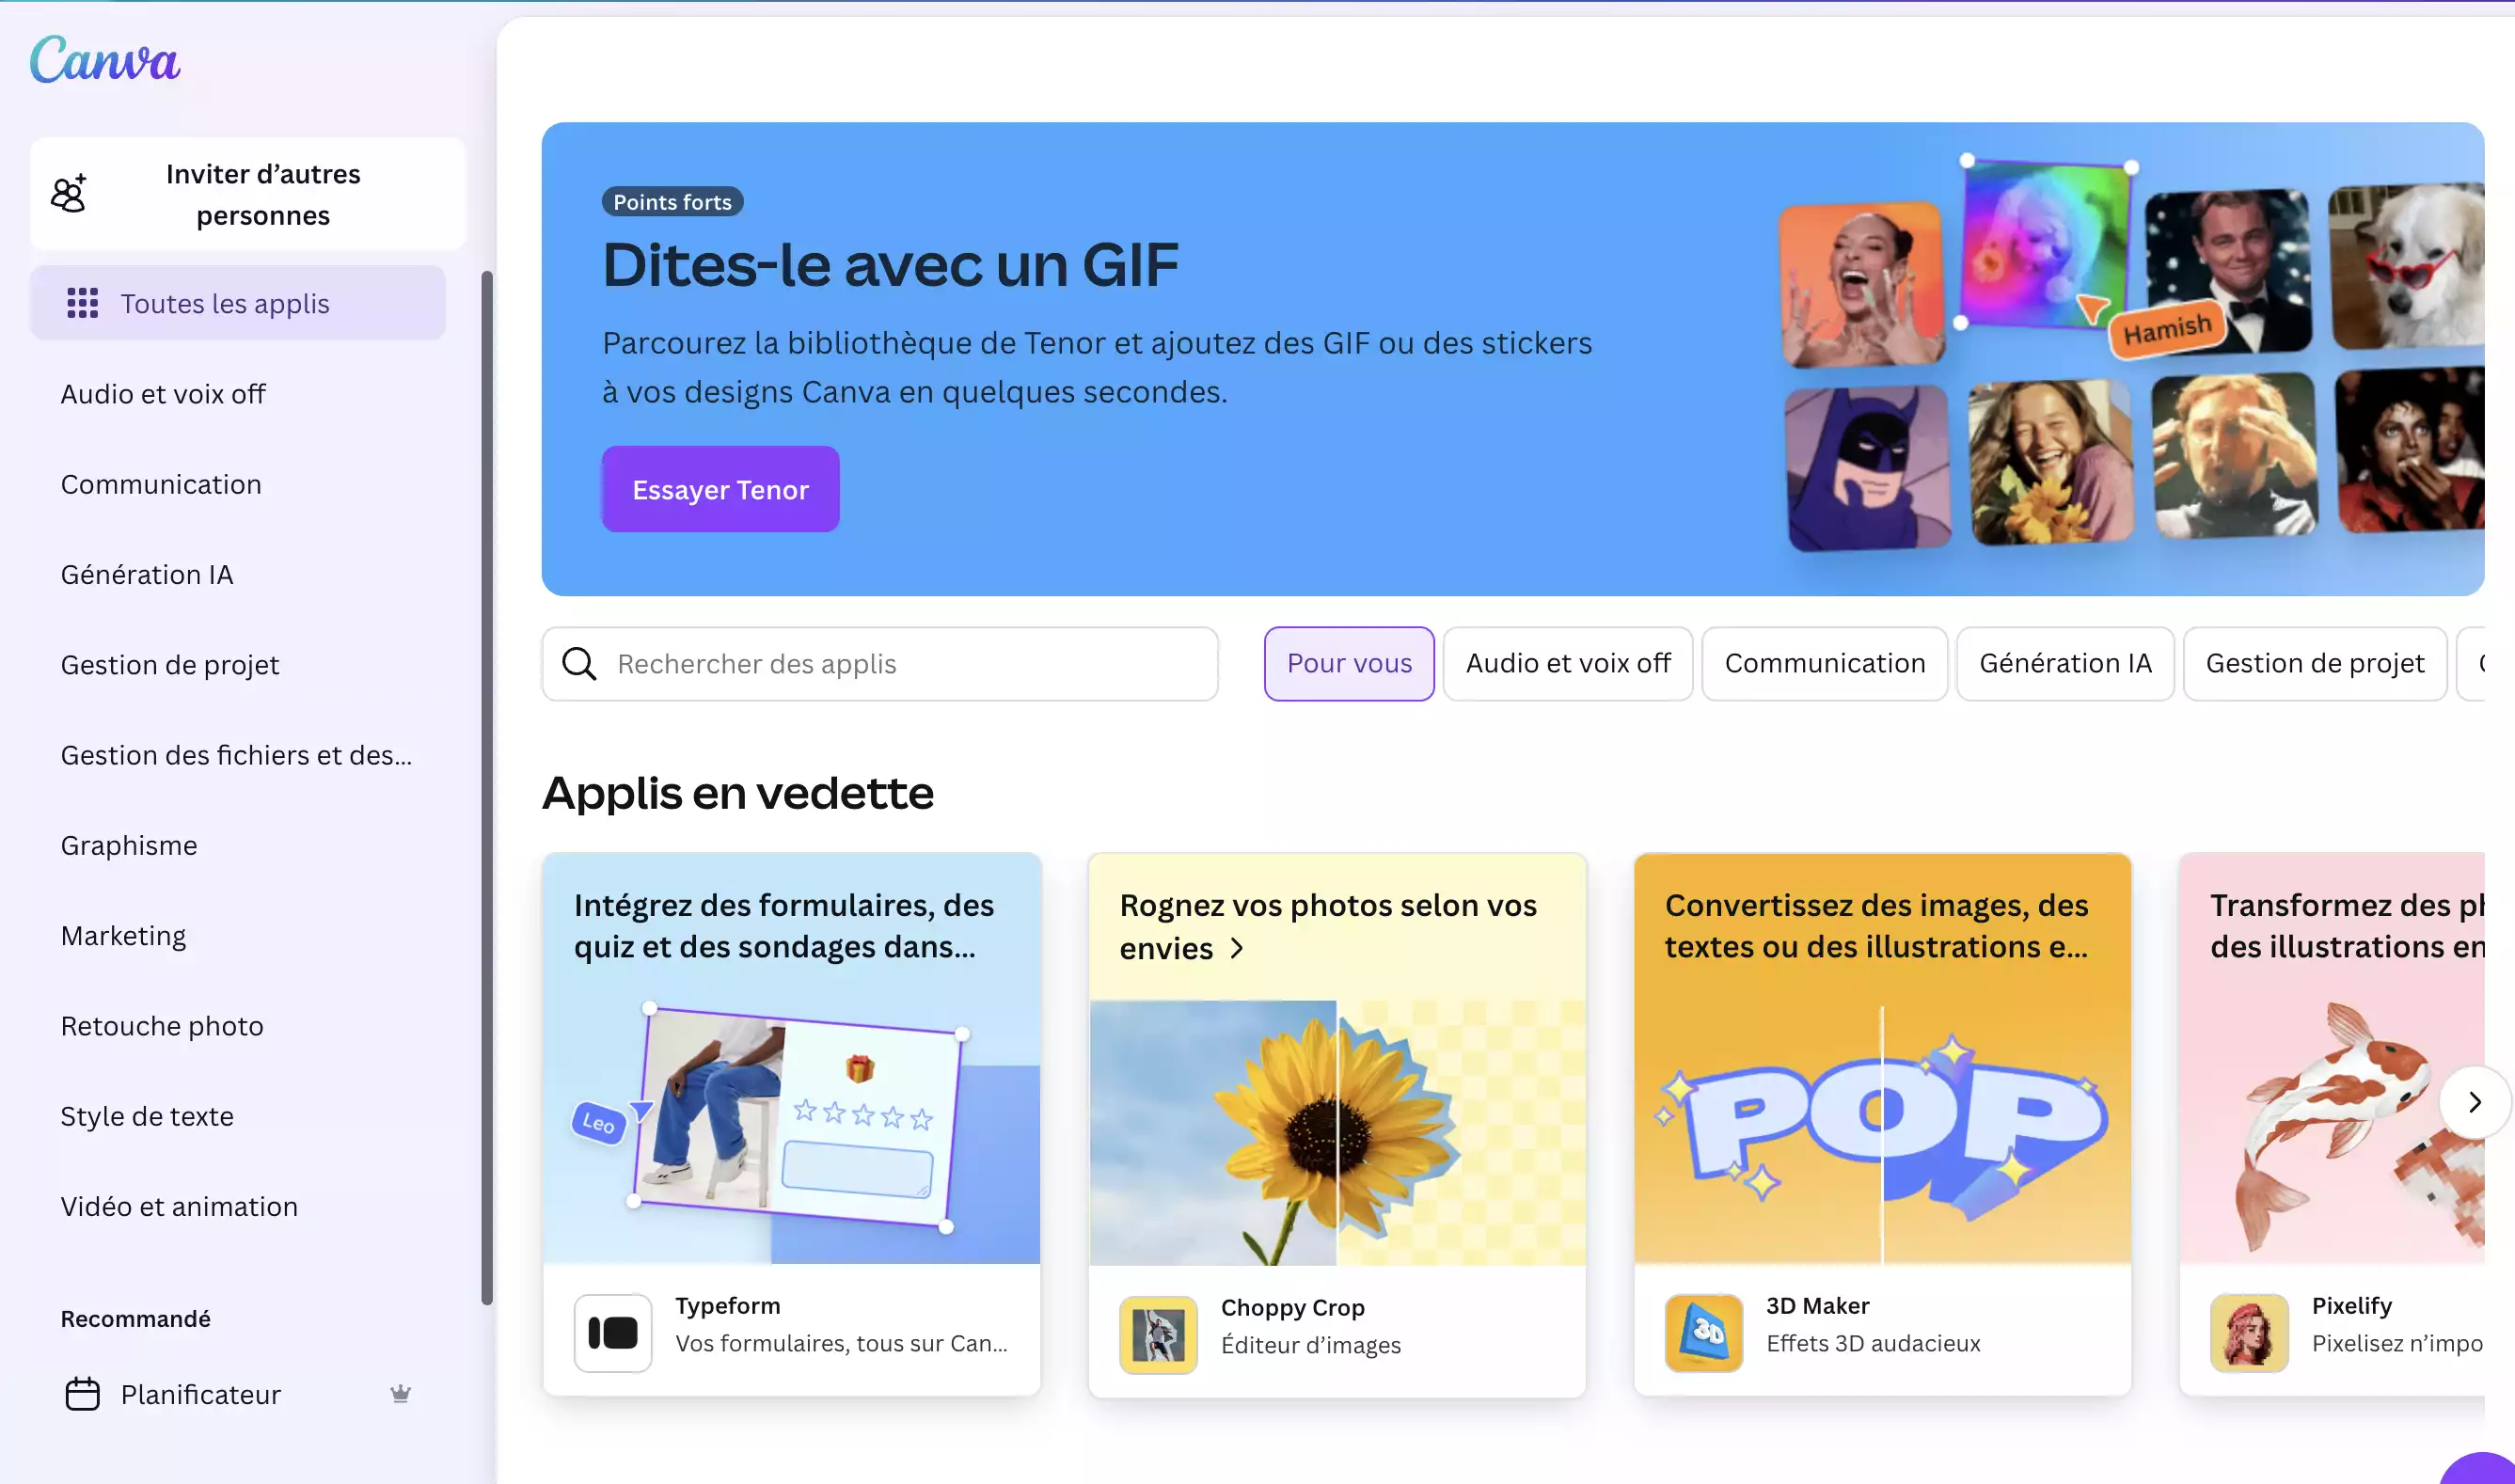 Canva
Inviter d’autres
personnes
Toutes les applis
Audio et voix off
Communication
Génération IA
Gestion de projet
Gestion des fichiers et des...
Graphisme
Marketing
Retouche photo
Style de texte
Vidéo et animation
Recommandé
Planificateur
Points forts
Dites-le avec un GIF
Parcourez la bibliothèque de Tenor et ajoutez des GIF ou des stickers
à vos designs Canva en quelques secondes.
Essayer Tenor
Hamish
Rechercher des applis
Pour vous
Audio et voix off
Communication
Génération IA
Gestion de projet
Applis en vedette
Intégrez des formulaires, des
quiz et des sondages dans...
Leo
Typeform
Vos formulaires, tous sur Can...
Rognez vos photos selon vos
envies
Choppy Crop
Éditeur d’images
Convertissez des images, des
textes ou des illustrations e...
POP
3D
3D Maker
Effets 3D audacieux
Transformez des
des illustrations en
Pixelify
Pixelisez n’impo